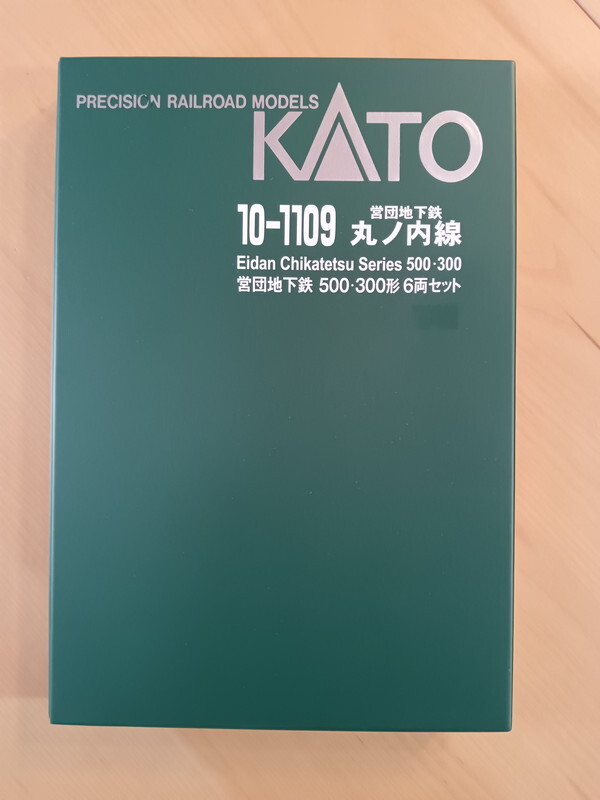 PRECISION RAILROAD MODELS
KATO
10-1109
営団地下鉄
丸ノ内線
Eidan Chikatetsu Series 500·300
営団地下鉄 500·300形 6両セット